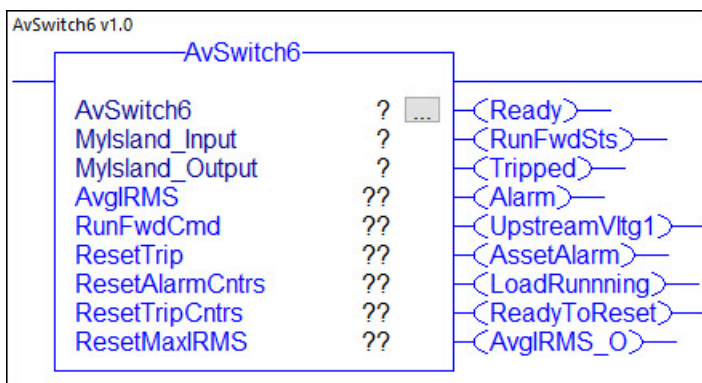 AvSwitch6 v1.0
AvSwitch6
AvSwitch6 ? ... Ready
MyIsland_Input ? RunFwdSts
MyIsland_Output ? Tripped
AvgIRMS ?? Alarm
RunFwdCmd ?? UpstreamVltg1
ResetTrip ?? AssetAlarm
ResetAlarmCntrs ?? LoadRunnning
ResetTripCntrs ?? ReadyToReset
ResetMaxIRMS ?? AvgIRMS_O